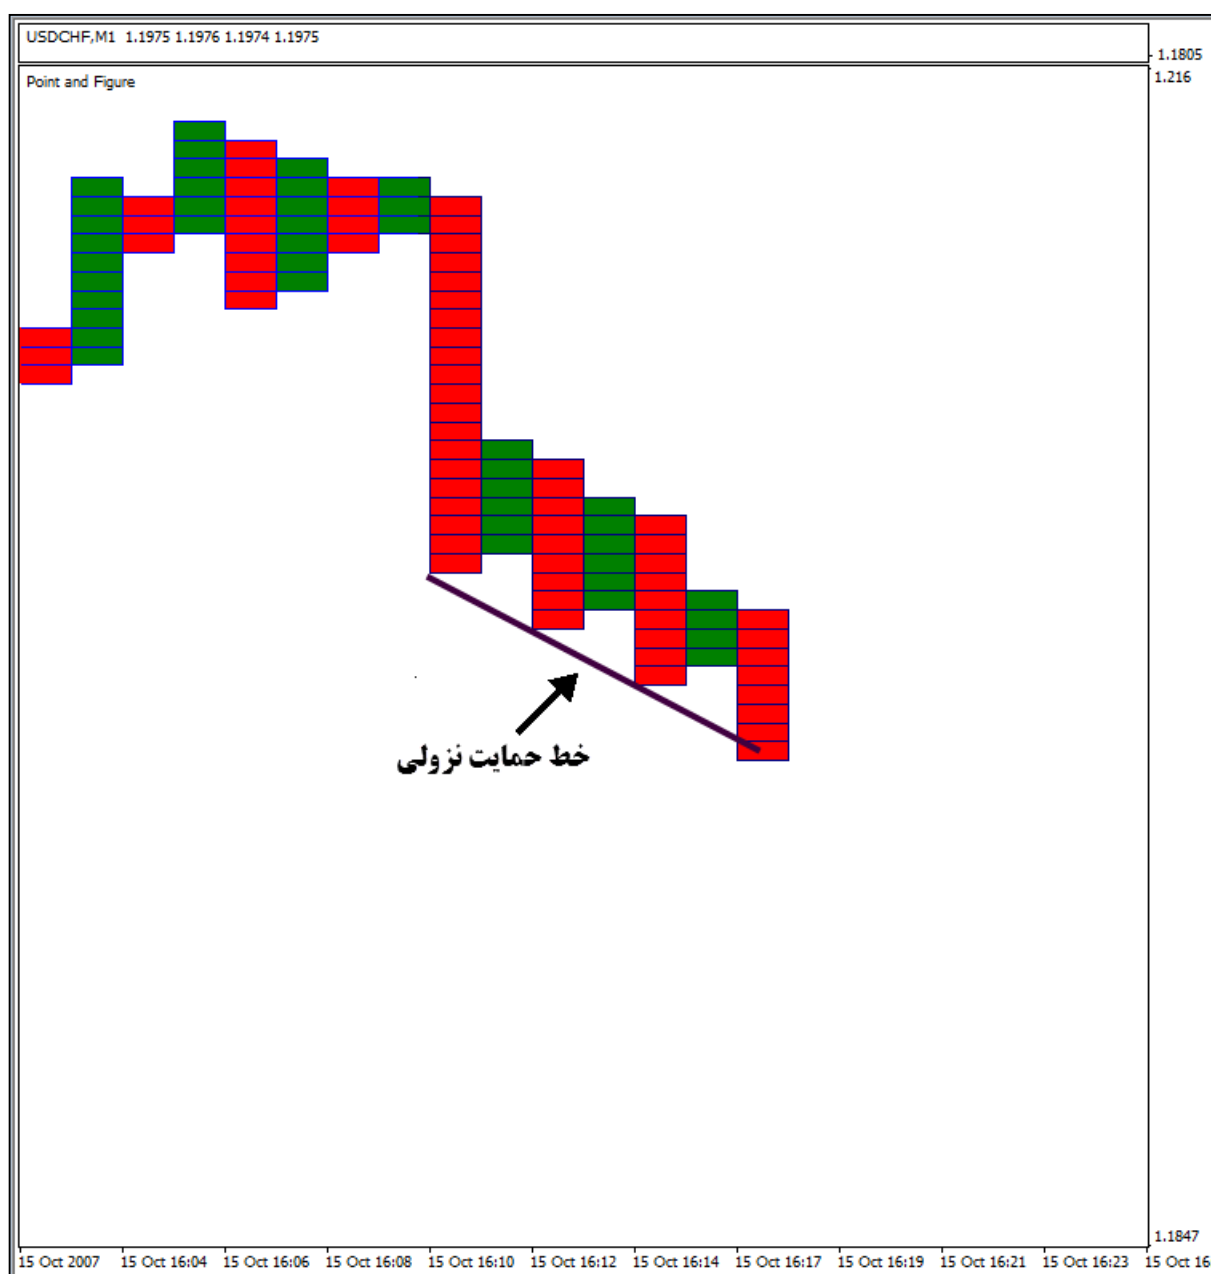 USDCHF,M1 1.1975 1.1976 1.1974 1.1975
1.1805
Point and Figure
1.216
خط حمایت نزولی
1.1847
15 Oct 2007 15 Oct 16:04 15 Oct 16:06 15 Oct 16:08 15 Oct 16:10 15 Oct 16:12 15 Oct 16:14 15 Oct 16:17 15 Oct 16:19 15 Oct 16:21 15 Oct 16:23 15 Oct 16